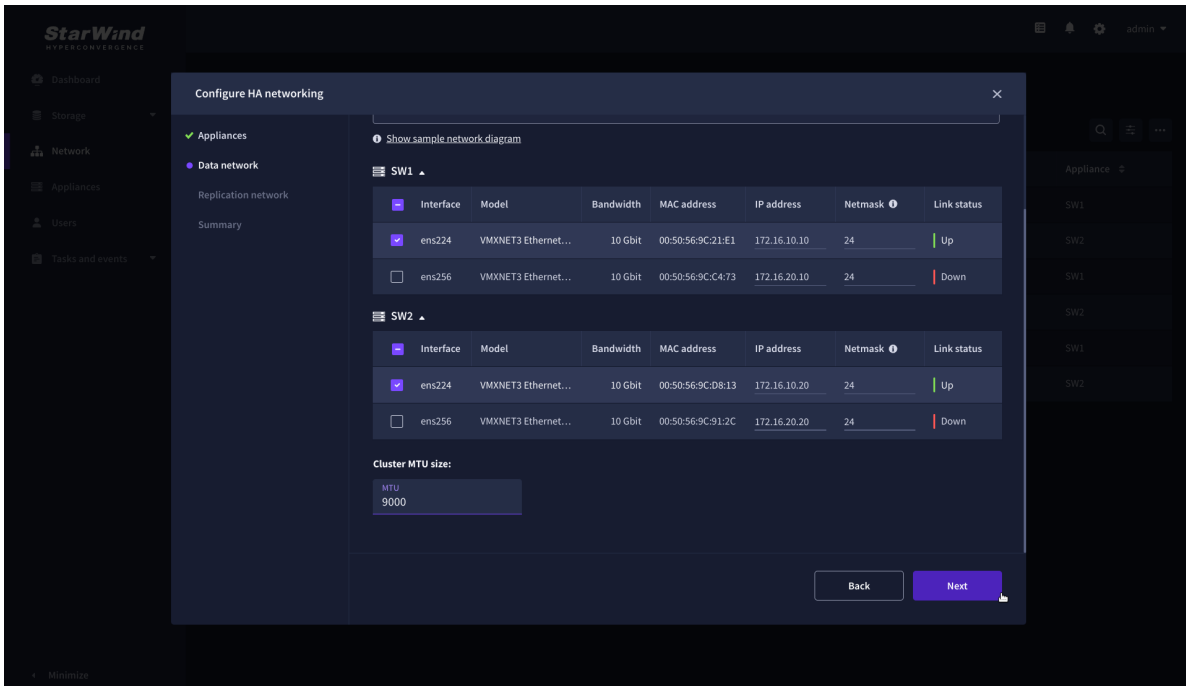 StarWind
HYPERCONVERGENCE
admin
Dashboard
Storage
Network
Appliances
Users
Tasks and events
Minimize
Appliance
SW1
SW2
SW1
SW2
SW1
SW2
Configure HA networking
Appliances
Data network
Replication network
Summary
Show sample network diagram
SW1
Interface Model Bandwidth MAC address IP address Netmask Link status
ens224 VMXNET3 Ethernet... 10 Gbit 00:50:56:9C:21:E1 172.16.10.10 24 Up
ens256 VMXNET3 Ethernet... 10 Gbit 00:50:56:9C:C4:73 172.16.20.10 24 Down
SW2
Interface Model Bandwidth MAC address IP address Netmask Link status
ens224 VMXNET3 Ethernet... 10 Gbit 00:50:56:9C:D8:13 172.16.10.20 24 Up
ens256 VMXNET3 Ethernet... 10 Gbit 00:50:56:9C:91:2C 172.16.20.20 24 Down
Cluster MTU size:
MTU
9000
Back Next